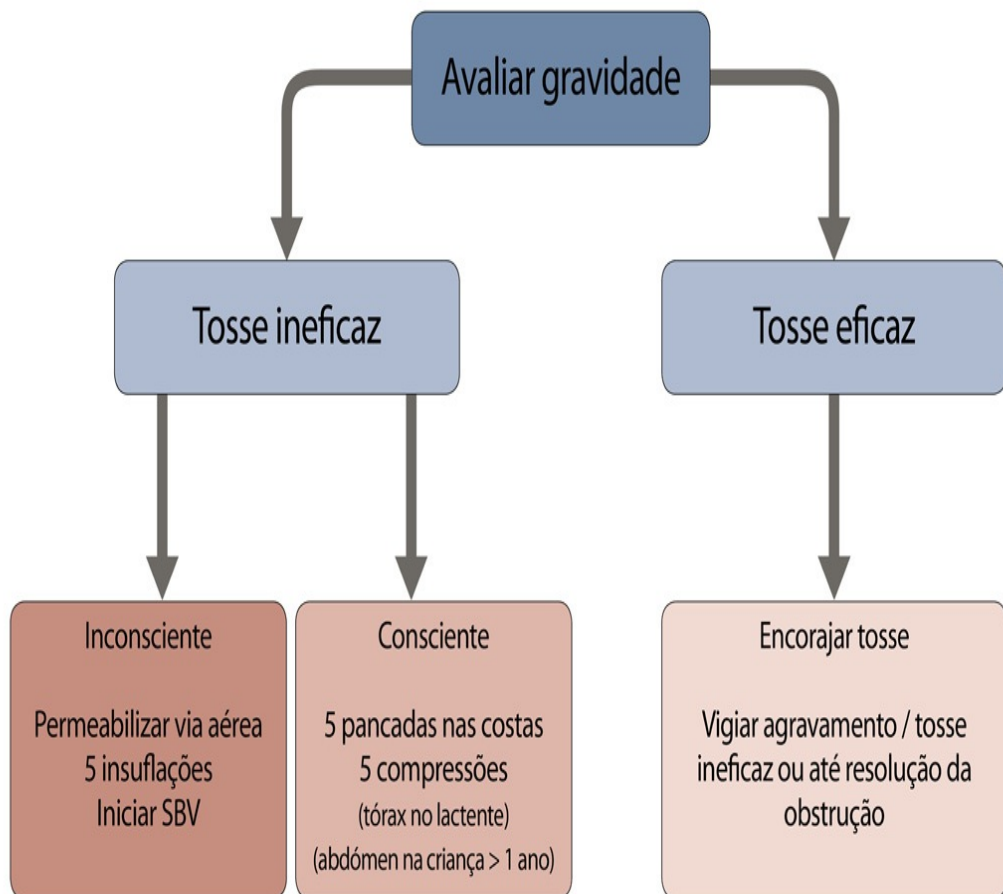 Avaliar gravidade
Tosse ineficaz
Tosse eficaz
Inconsciente
Permeabilizar via aérea
5 insuflações
Iniciar SBV
Consciente
5 pancadas nas costas
5 compressões
(tórax no lactente)
(abdómen na criança > 1 ano)
Encorajar tosse
Vigiar agravamento / tosse
ineficaz ou até resolução da
obstrução